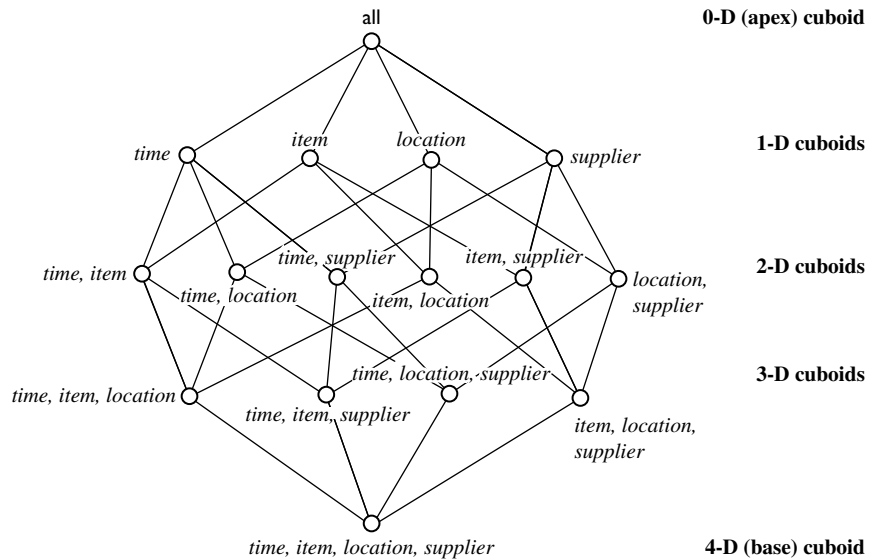 all
0-D (apex) cuboid
time
item
location
supplier
1-D cuboids
time, item
time, location
time, supplier
item, location
item, supplier
location,
supplier
2-D cuboids
time, item, location
time, item, supplier
time, location, supplier
item, location,
supplier
3-D cuboids
time, item, location, supplier
4-D (base) cuboid